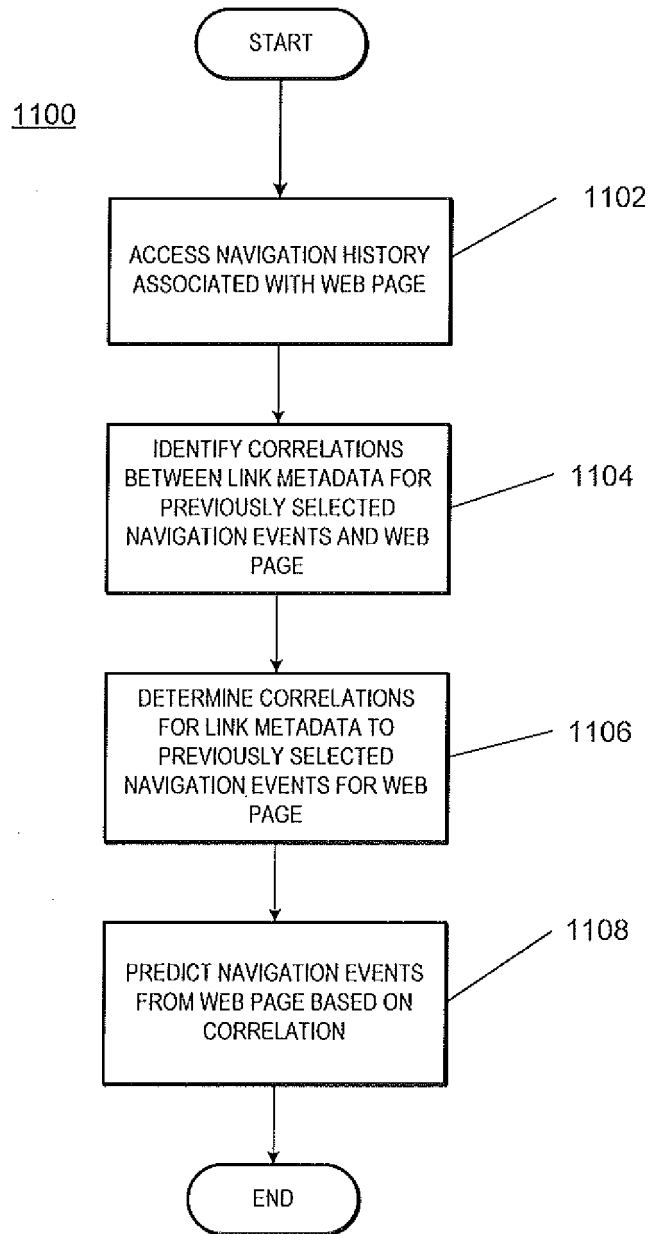 START
1100
1102
ACCESS NAVIGATION HISTORY
ASSOCIATED WITH WEB PAGE
IDENTIFY CORRELATIONS
BETWEEN LINK METADATA FOR
PREVIOUSLY SELECTED
NAVIGATION EVENTS AND WEB
PAGE
1104
DETERMINE CORRELATIONS
FOR LINK METADATA TO
PREVIOUSLY SELECTED
NAVIGATION EVENTS FOR WEB
PAGE
1106
1108
PREDICT NAVIGATION EVENTS
FROM WEB PAGE BASED ON
CORRELATION
END